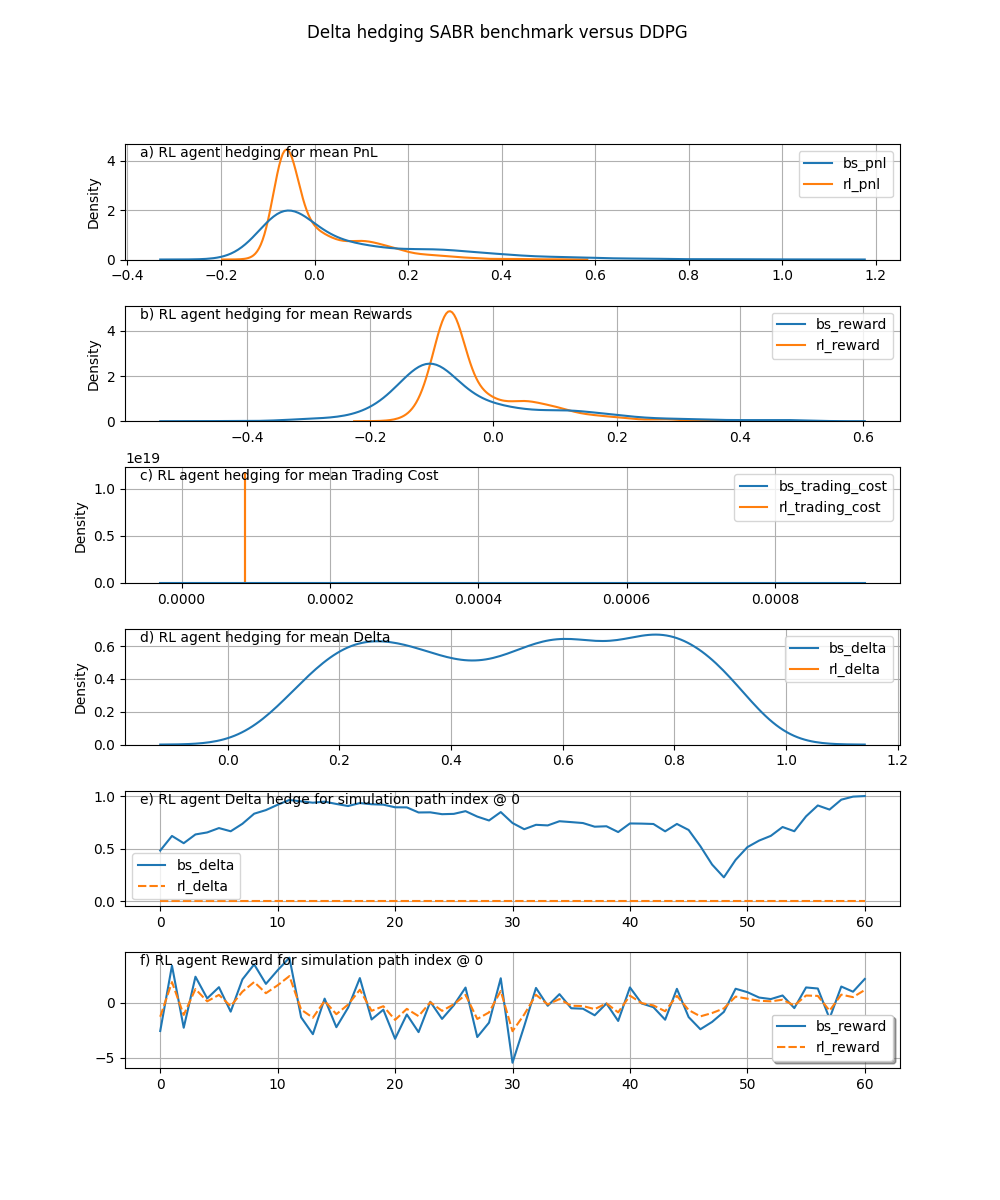 Delta hedging SABR benchmark versus DDPG
a) RL agent hedging for mean PnL
bs_pnl
rl_pnl
Density
4
2
0
−0.4 −0.2 0.0 0.2 0.4 0.6 0.8 1.0 1.2
b) RL agent hedging for mean Rewards
bs_reward
rl_reward
Density
4
2
0
−0.4 −0.2 0.0 0.2 0.4 0.6
1e19
c) RL agent hedging for mean Trading Cost
bs_trading_cost
rl_trading_cost
Density
1.0
0.5
0.0
0.0000 0.0002 0.0004 0.0006 0.0008
d) RL agent hedging for mean Delta
bs_delta
rl_delta
Density
0.6
0.4
0.2
0.0
0.0 0.2 0.4 0.6 0.8 1.0 1.2
e) RL agent Delta hedge for simulation path index @ 0
bs_delta
rl_delta
1.0
0.5
0.0
0 10 20 30 40 50 60
f) RL agent Reward for simulation path index @ 0
bs_reward
rl_reward
0
−5
0 10 20 30 40 50 60